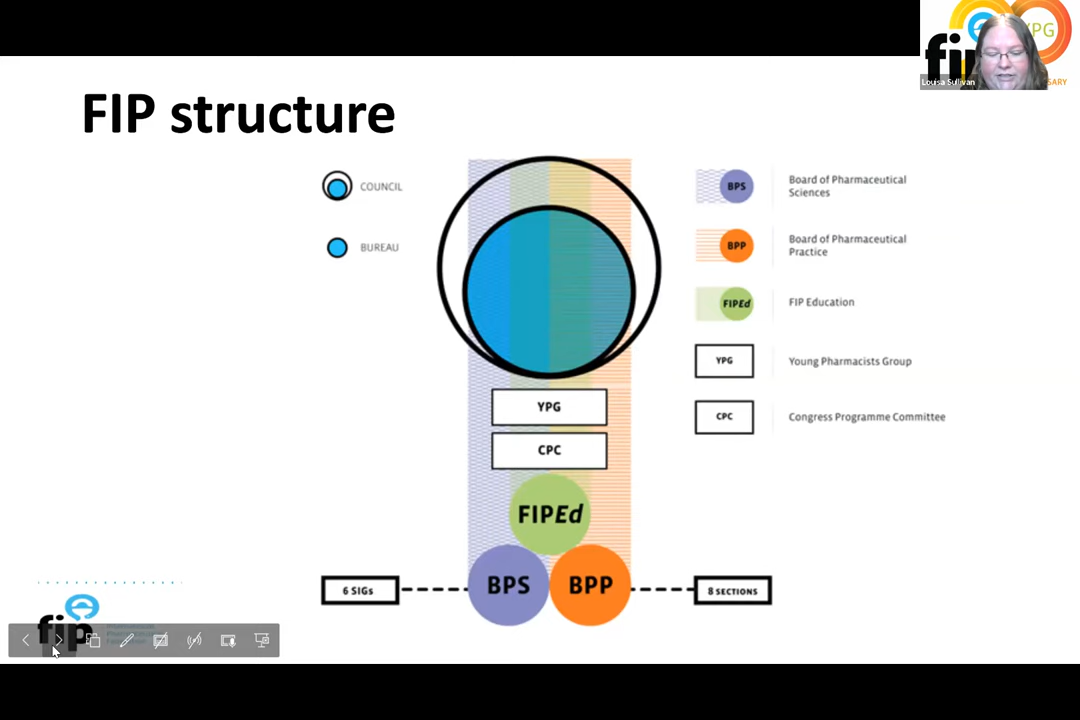 fip
YPG
SARY
Louisa Sullivan
FIP structure
COUNCIL
BUREAU
BPS
Board of Pharmaceutical
Sciences
BPP
Board of Pharmaceutical
Practice
FIPEd
FIP Education
YPG
Young Pharmacists Group
CPC
Congress Programme Committee
YPG
CPC
FIPEd
BPS
BPP
6 SIGs
8 SECTIONS
fip